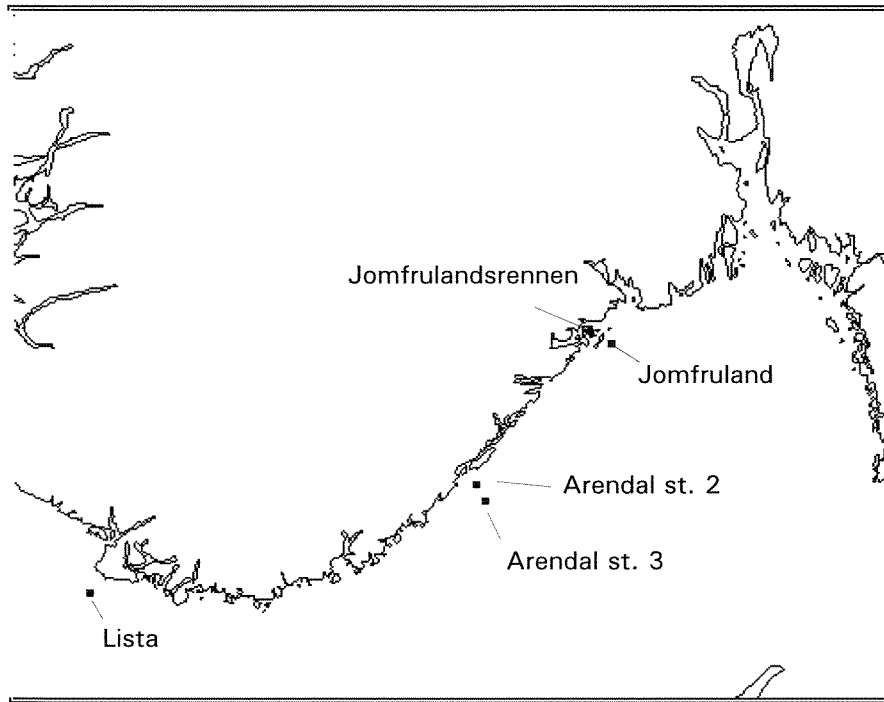 Jomfrulandsrennen
Jomfruland
Arendal st. 2
Arendal st. 3
Lista